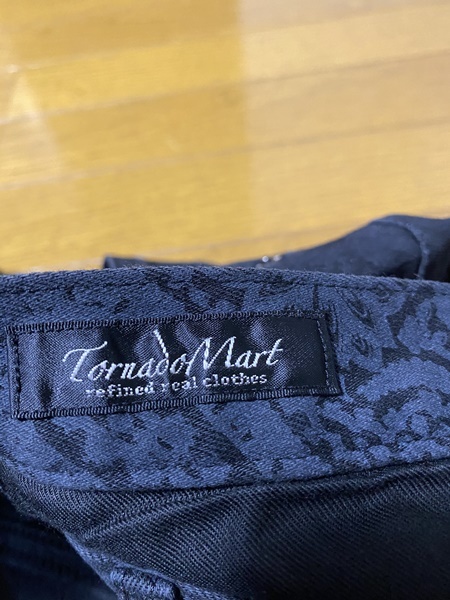 TornadoMart
refined real clothes